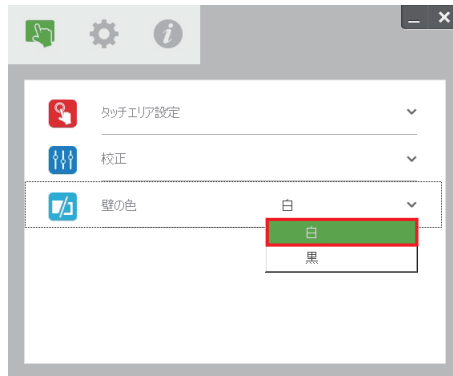 タッチエリア設定
校正
壁の色 白
白
黒